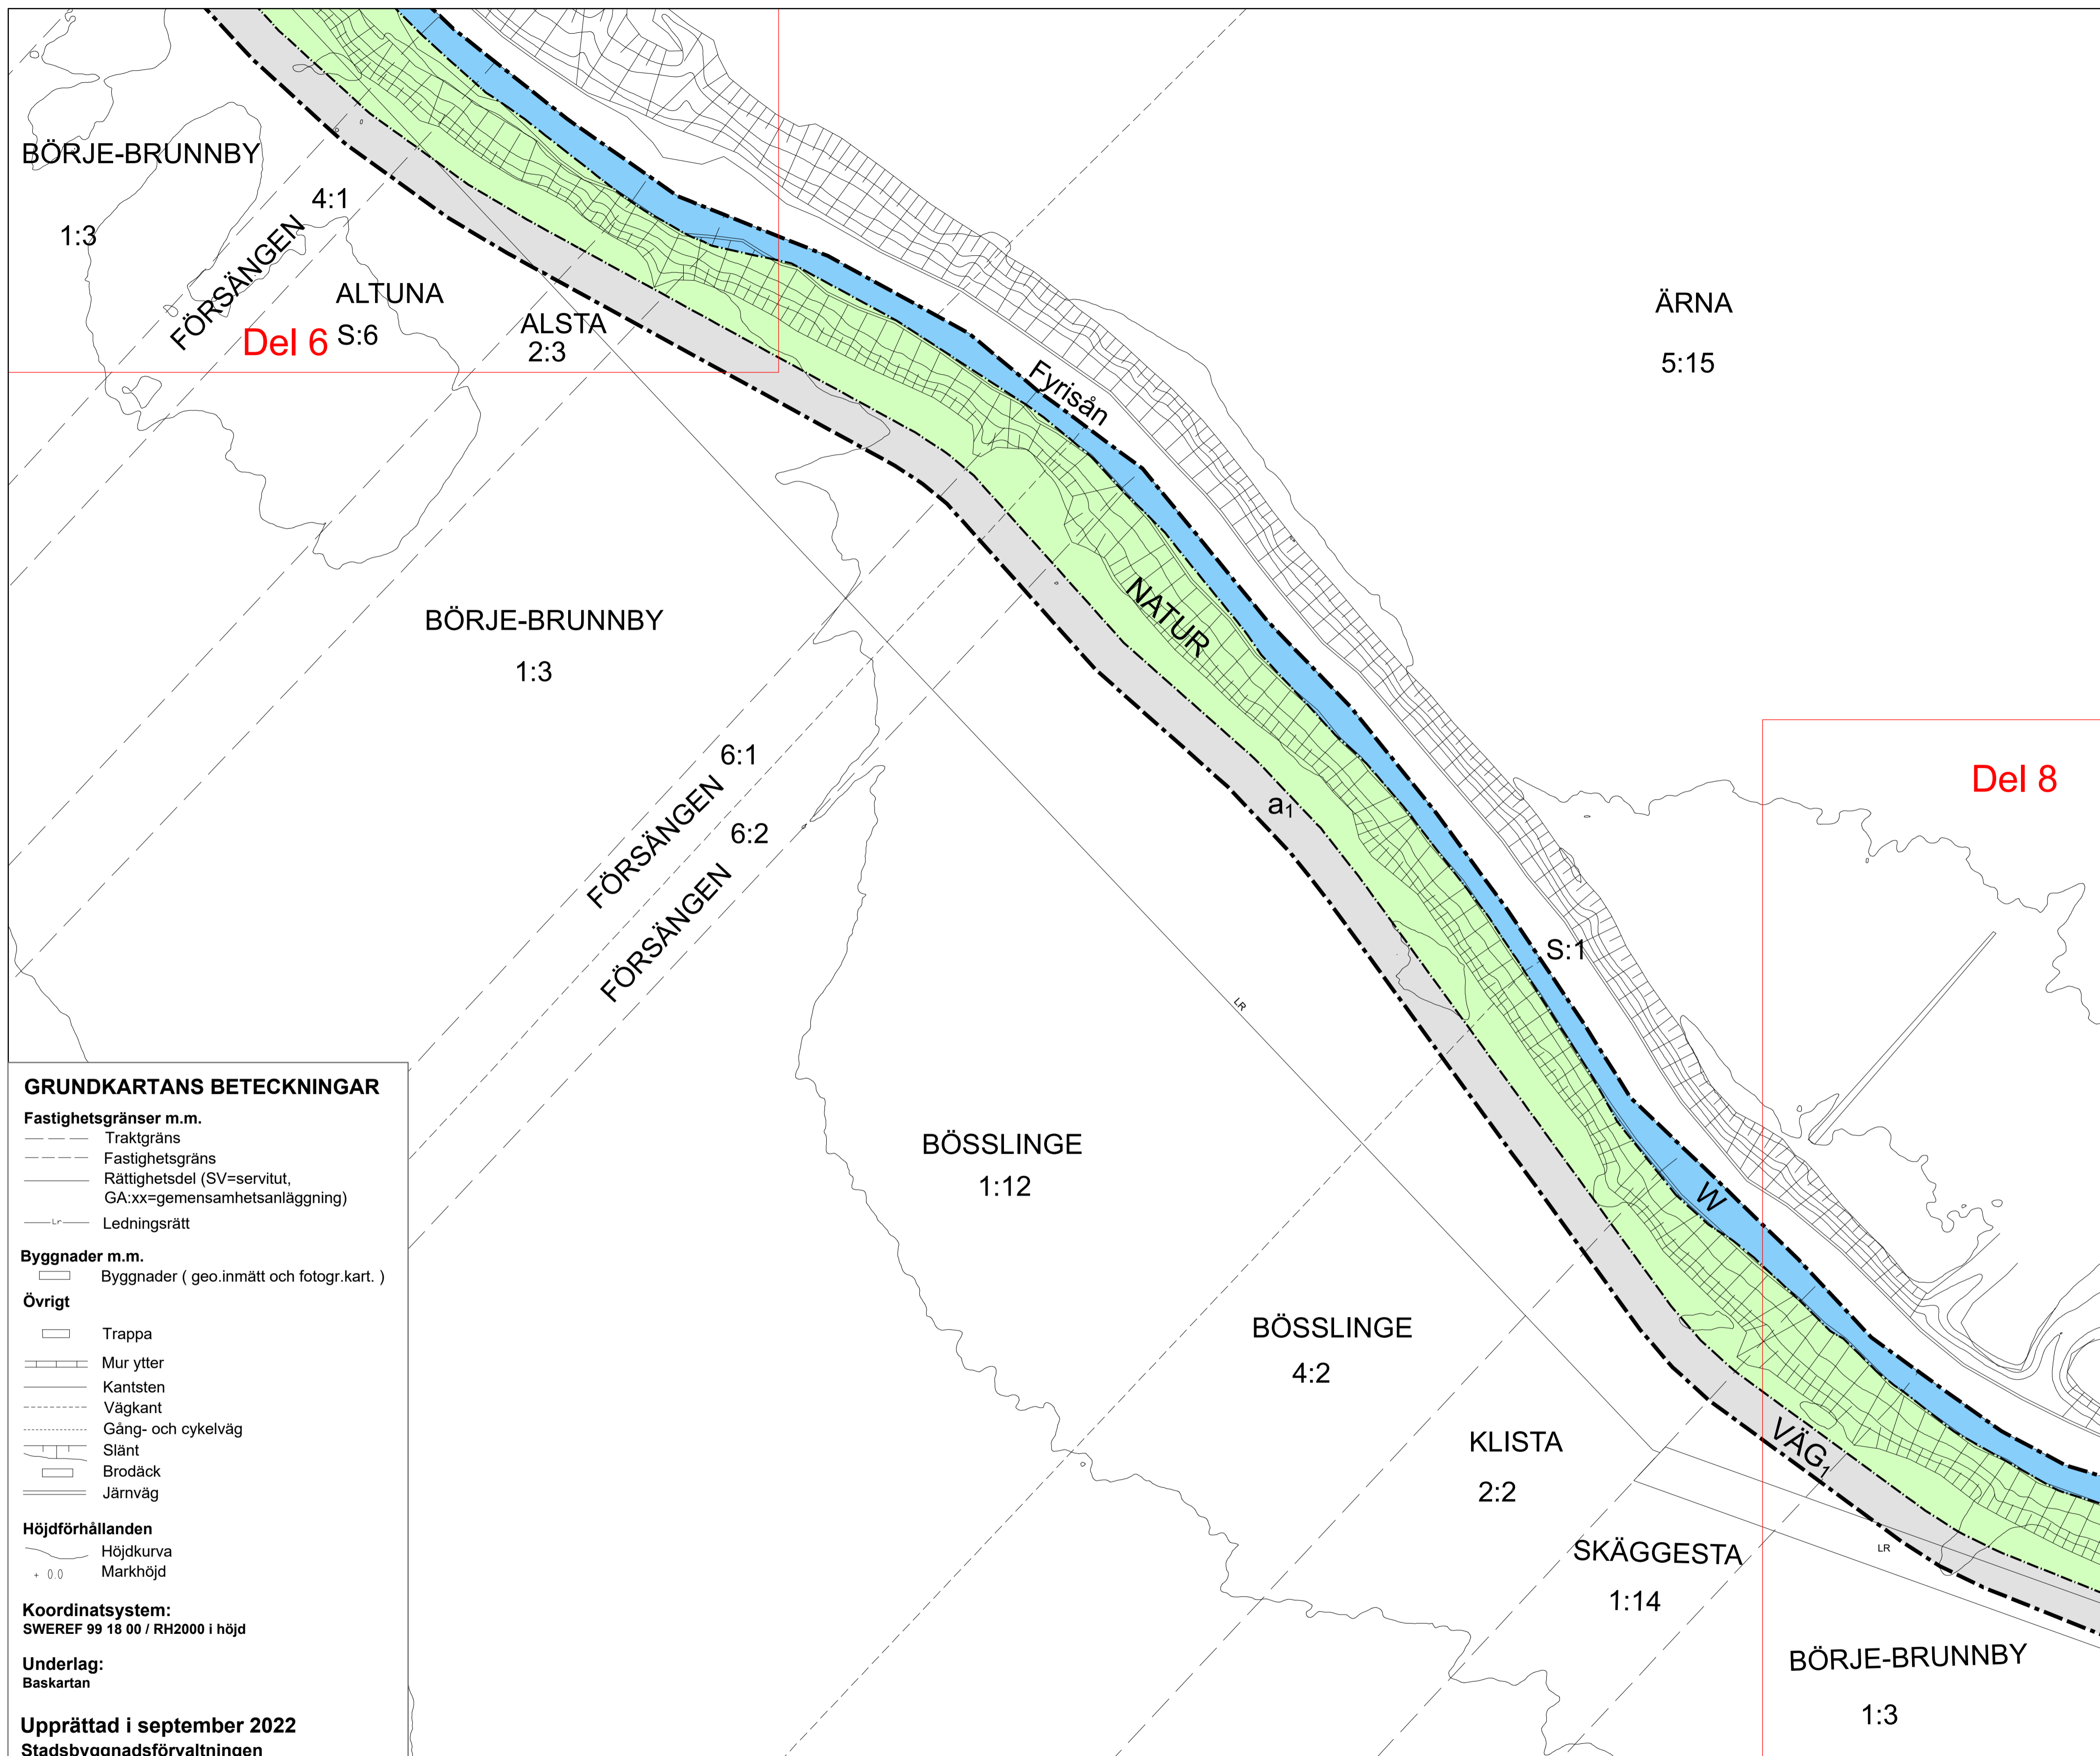 BÖRJE-BRUNNBY
1:3
4:1
FÖRSÄNGEN
ALTUNA
S:6
Del 6
ALSTA
2:3
Fyrisån
ÄRNA
5:15
NATUR
BÖRJE-BRUNNBY
1:3
6:1
FÖRSÄNGEN
6:2
FÖRSÄNGEN
a1
Del 8
S:1
LR
W
BÖSSLINGE
1:12
BÖSSLINGE
4:2
KLISTA
2:2
VÄG1
LR
SKÄGGESTA
1:14
BÖRJE-BRUNNBY
1:3
GRUNDKARTANS BETECKNINGAR
Fastighetsgränser m.m.
Traktgräns
Fastighetsgräns
Rättighetsdel (SV=servitut,
GA:xx=gemensamhetsanläggning)
Lr
Ledningsrätt
Byggnader m.m.
Byggnader ( geo.inmätt och fotogr.kart. )
Övrigt
Trappa
Mur ytter
Kantsten
Vägkant
Gång- och cykelväg
Slänt
Brodäck
Järnväg
Höjdförhållanden
Höjdkurva
+ 0.0
Markhöjd
Koordinatsystem:
SWEREF 99 18 00 / RH2000 i höjd
Underlag:
Baskartan
Upprättad i september 2022
Stadsbyggnadsförvaltningen